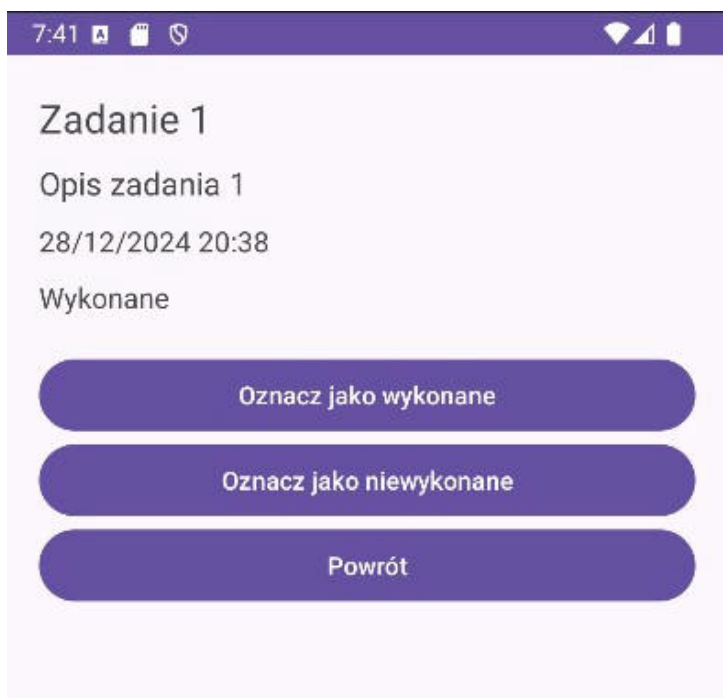 7:41
Zadanie 1
Opis zadania 1
28/12/2024 20:38
Wykonane
Oznacz jako wykonane
Oznacz jako niewykonane
Powrót